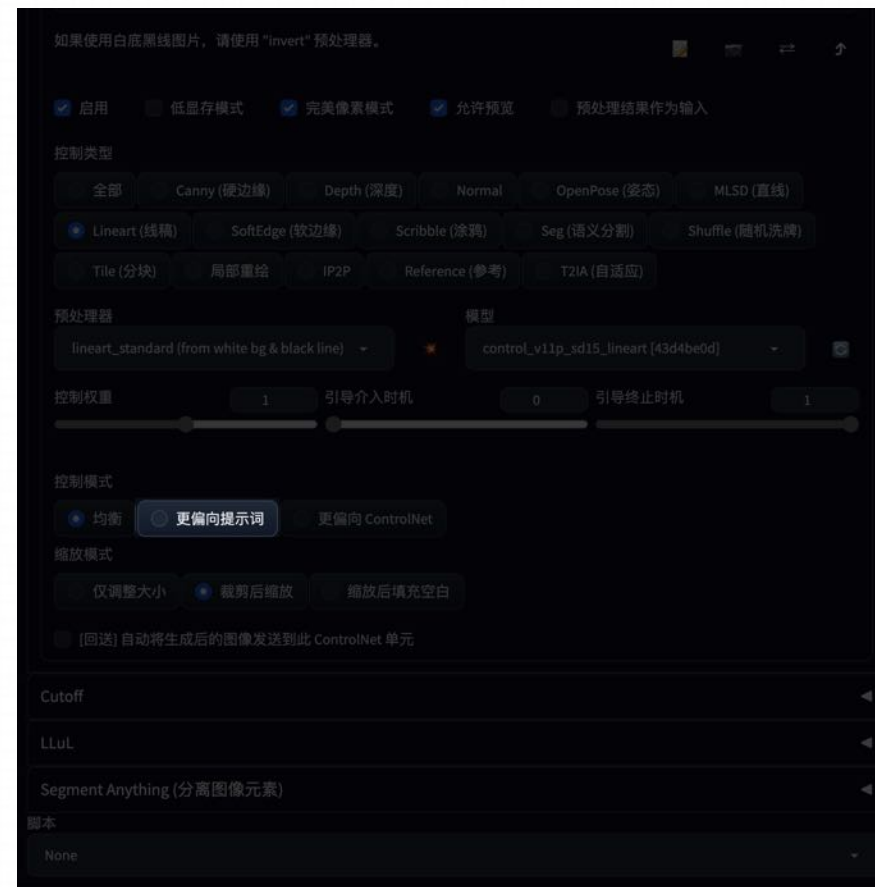 如果使用白底黑线图片，请使用 "invert" 预处理器。
启用 低显存模式 完美像素模式 允许预览 预处理结果作为输入
控制类型
全部 Canny (硬边缘) Depth (深度) Normal OpenPose (姿态) MLSD (直线)
Lineart (线稿) SoftEdge (软边缘) Scribble (涂鸦) Seg (语义分割) Shuffle (随机洗牌)
Tile (分块) 局部重绘 IP2P Reference (参考) T2IA (自适应)
预处理器 模型
lineart_standard (from white bg & black line) control_v11p_sd15_lineart [43d4be0d]
控制权重 1 引导介入时机 0 引导终止时机 1
控制模式
均衡 更偏向提示词 更偏向 ControlNet
缩放模式
仅调整大小 裁剪后缩放 缩放后填充空白
[回送] 自动将生成后的图像发送到此 ControlNet 单元
Cutoff
LLuL
Segment Anything (分离图像元素)
脚本
None